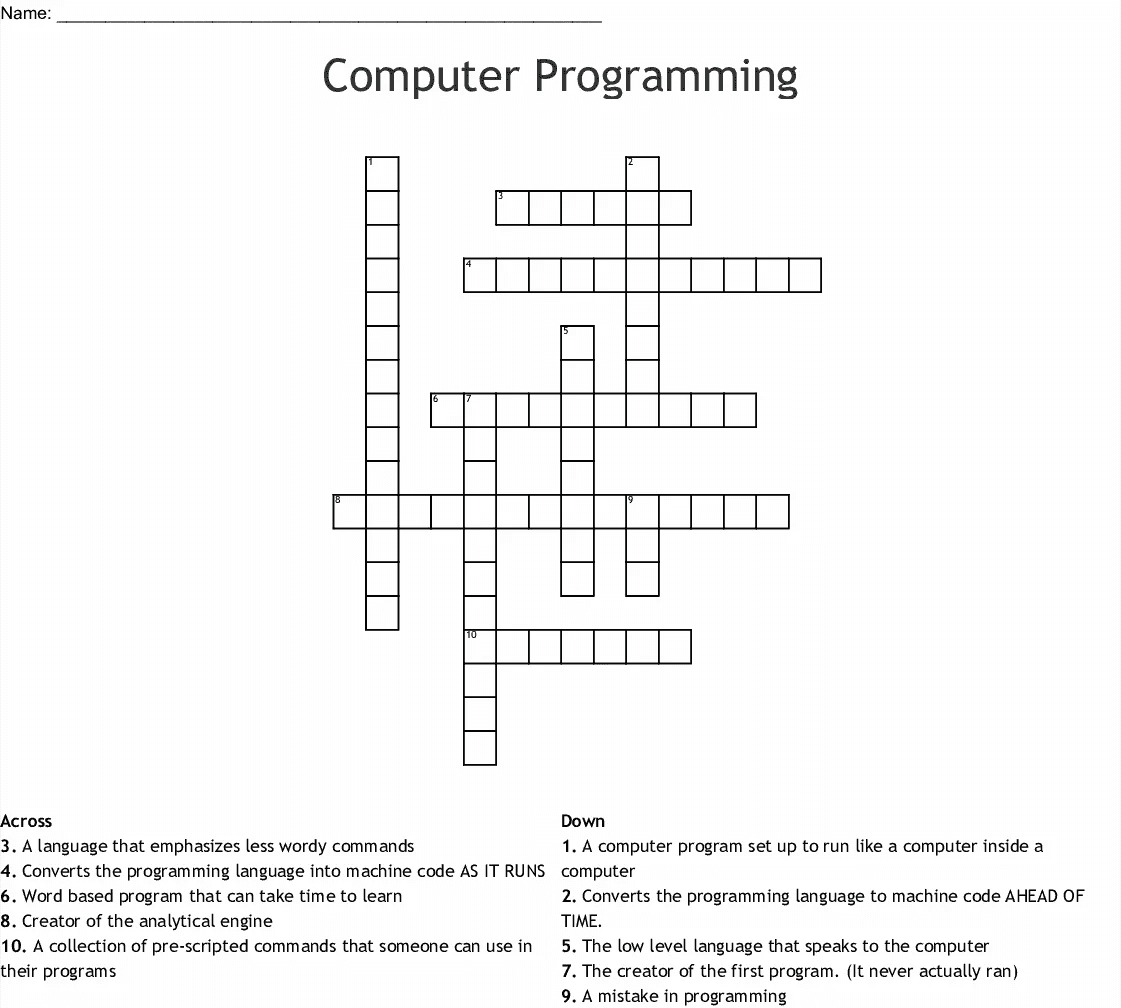 Name: ______________________________________________________
Computer Programming
1
2
3
4
5
6 7
8 9
10
Across
3. A language that emphasizes less wordy commands
4. Converts the programming language into machine code AS IT RUNS
6. Word based program that can take time to learn
8. Creator of the analytical engine
10. A collection of pre-scripted commands that someone can use in
their programs
Down
1. A computer program set up to run like a computer inside a
computer
2. Converts the programming language to machine code AHEAD OF
TIME.
5. The low level language that speaks to the computer
7. The creator of the first program. (It never actually ran)
9. A mistake in programming